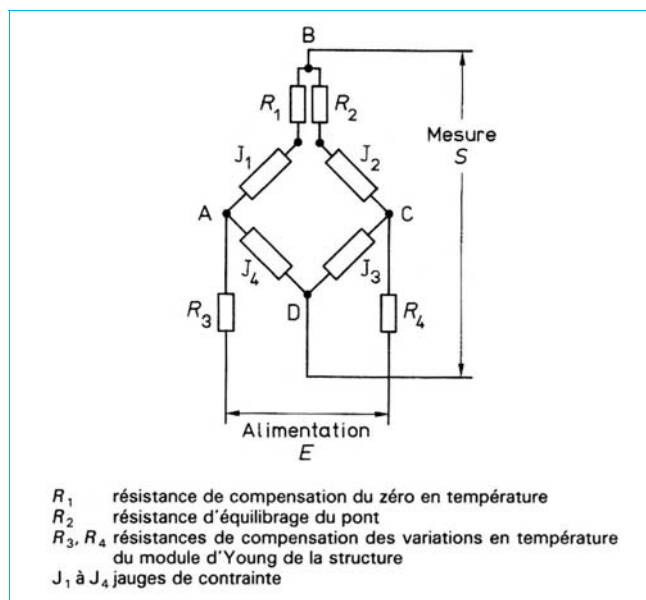 B
R₁
R₂
Mesure
S
J₁
J₂
A
C
J₄
J₃
R₃
D
R₄
Alimentation
E
R₁ résistance de compensation du zéro en température
R₂ résistance d'équilibrage du pont
R₃, R₄ résistances de compensation des variations en température
du module d'Young de la structure
J₁ à J₄ jauges de contrainte